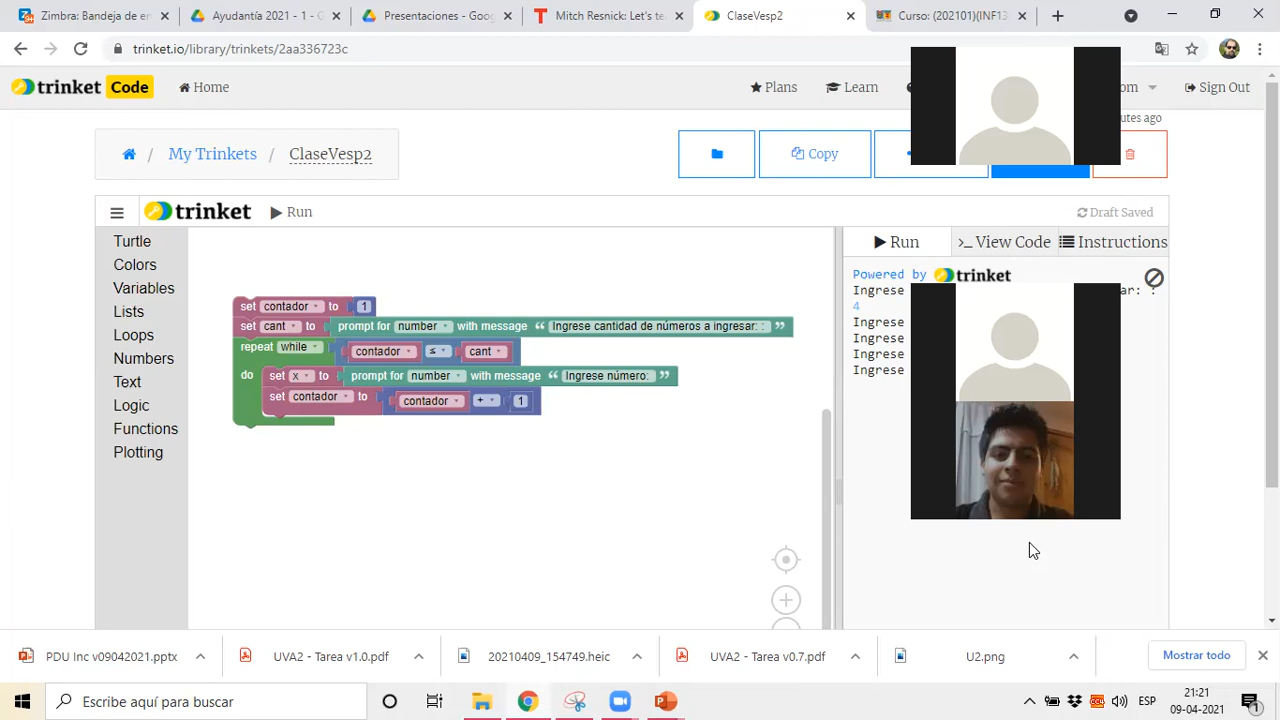 Zimbra: Bandeja de en
Ayudantía 2021 - 1 - G
Presentaciones - Goog
Mitch Resnick: Let's te
ClaseVesp2
Curso: (202101)(INF13
trinket.io/library/trinkets/2aa336723c
trinket Code Home Plans Learn om Sign Out
utes ago
/ My Trinkets / ClaseVesp2 Copy
trinket Run Draft Saved
Turtle
Colors
Variables
Lists
Loops
Numbers
Text
Logic
Functions
Plotting
set contador to 1
set cant to prompt for number with message “ Ingrese cantidad de números a ingresar: : ”
repeat while contador ≤ cant
do set x to prompt for number with message “ Ingrese número: ”
set contador to contador + 1
Run >_ View Code Instructions
Powered by trinket
Ingrese ar: :
4
Ingrese
Ingrese
Ingrese
Ingrese
PDU Inc v09042021.pptx
UVA2 - Tarea v1.0.pdf
20210409_154749.heic
UVA2 - Tarea v0.7.pdf
U2.png
Mostrar todo
Escribe aquí para buscar
ESP
21:21
09-04-2021
1